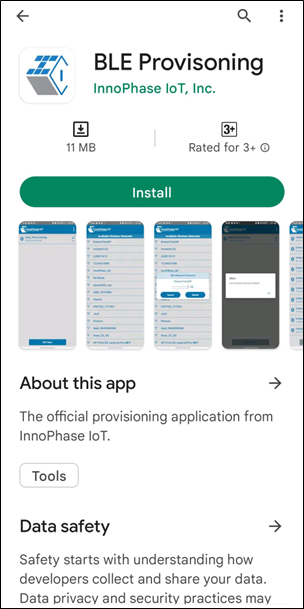 BLE Provisoning
InnoPhase IoT, Inc.
11 MB
3+
Rated for 3+
Install
About this app
The official provisioning application from
InnoPhase IoT.
Tools
Data safety
Safety starts with understanding how
developers collect and share your data.
Data privacy and security practices may